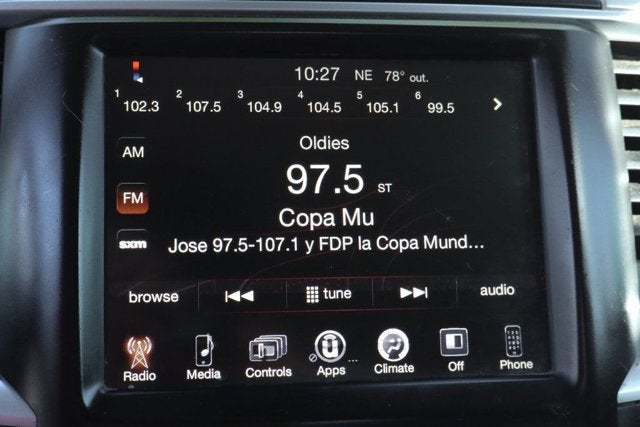 10:27 NE 78° out.
1 102.3 2 107.5 3 104.9 4 104.5 5 105.1 6 99.5
Oldies
AM
97.5 ST
FM
Copa Mu
sxm
Jose 97.5-107.1 y FDP la Copa Mund...
browse tune audio
Radio Media Controls Apps ... Climate Off Phone